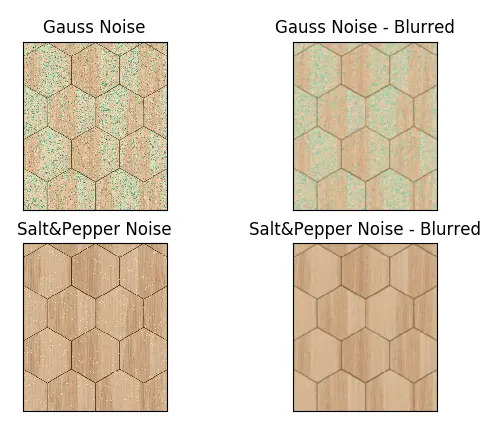 Gauss Noise
Gauss Noise - Blurred
Salt&Pepper Noise
Salt&Pepper Noise - Blurred